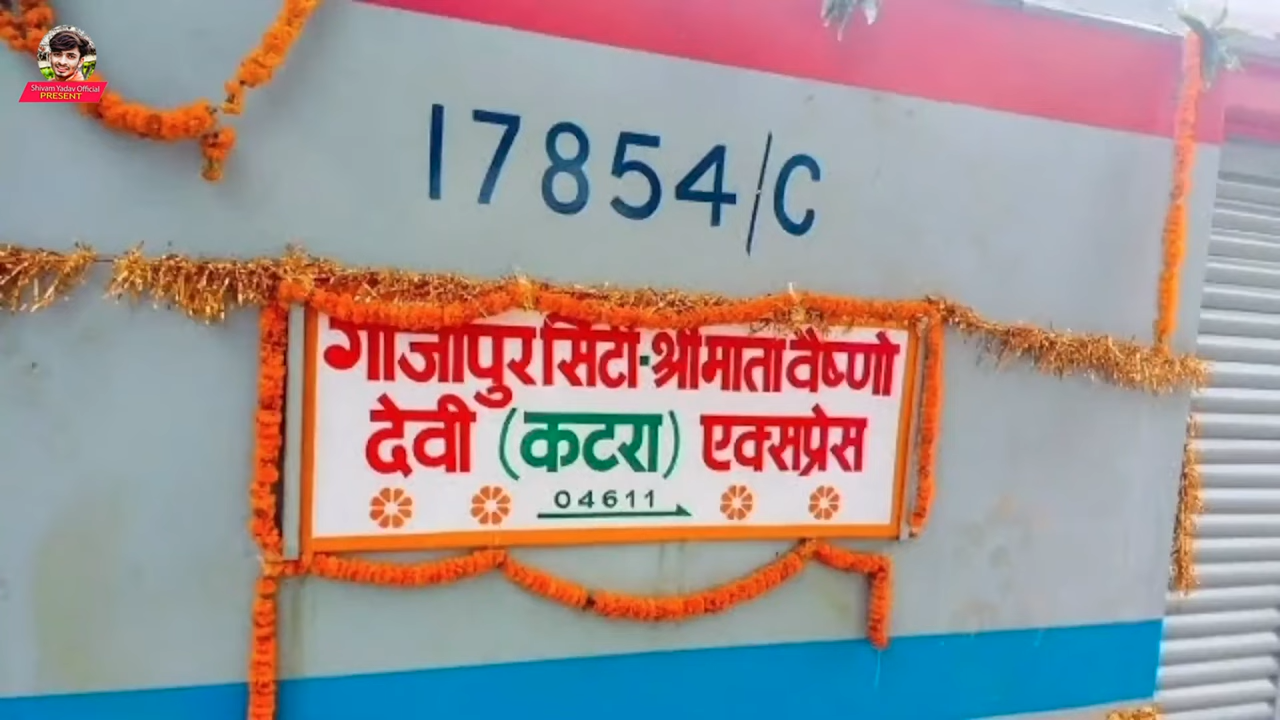 Shivam Yadav Official
PRESENT
17854/C
गाजीपुर सिटी-श्रीमाता वैष्णो
देवी (कटरा) एक्सप्रेस
04611